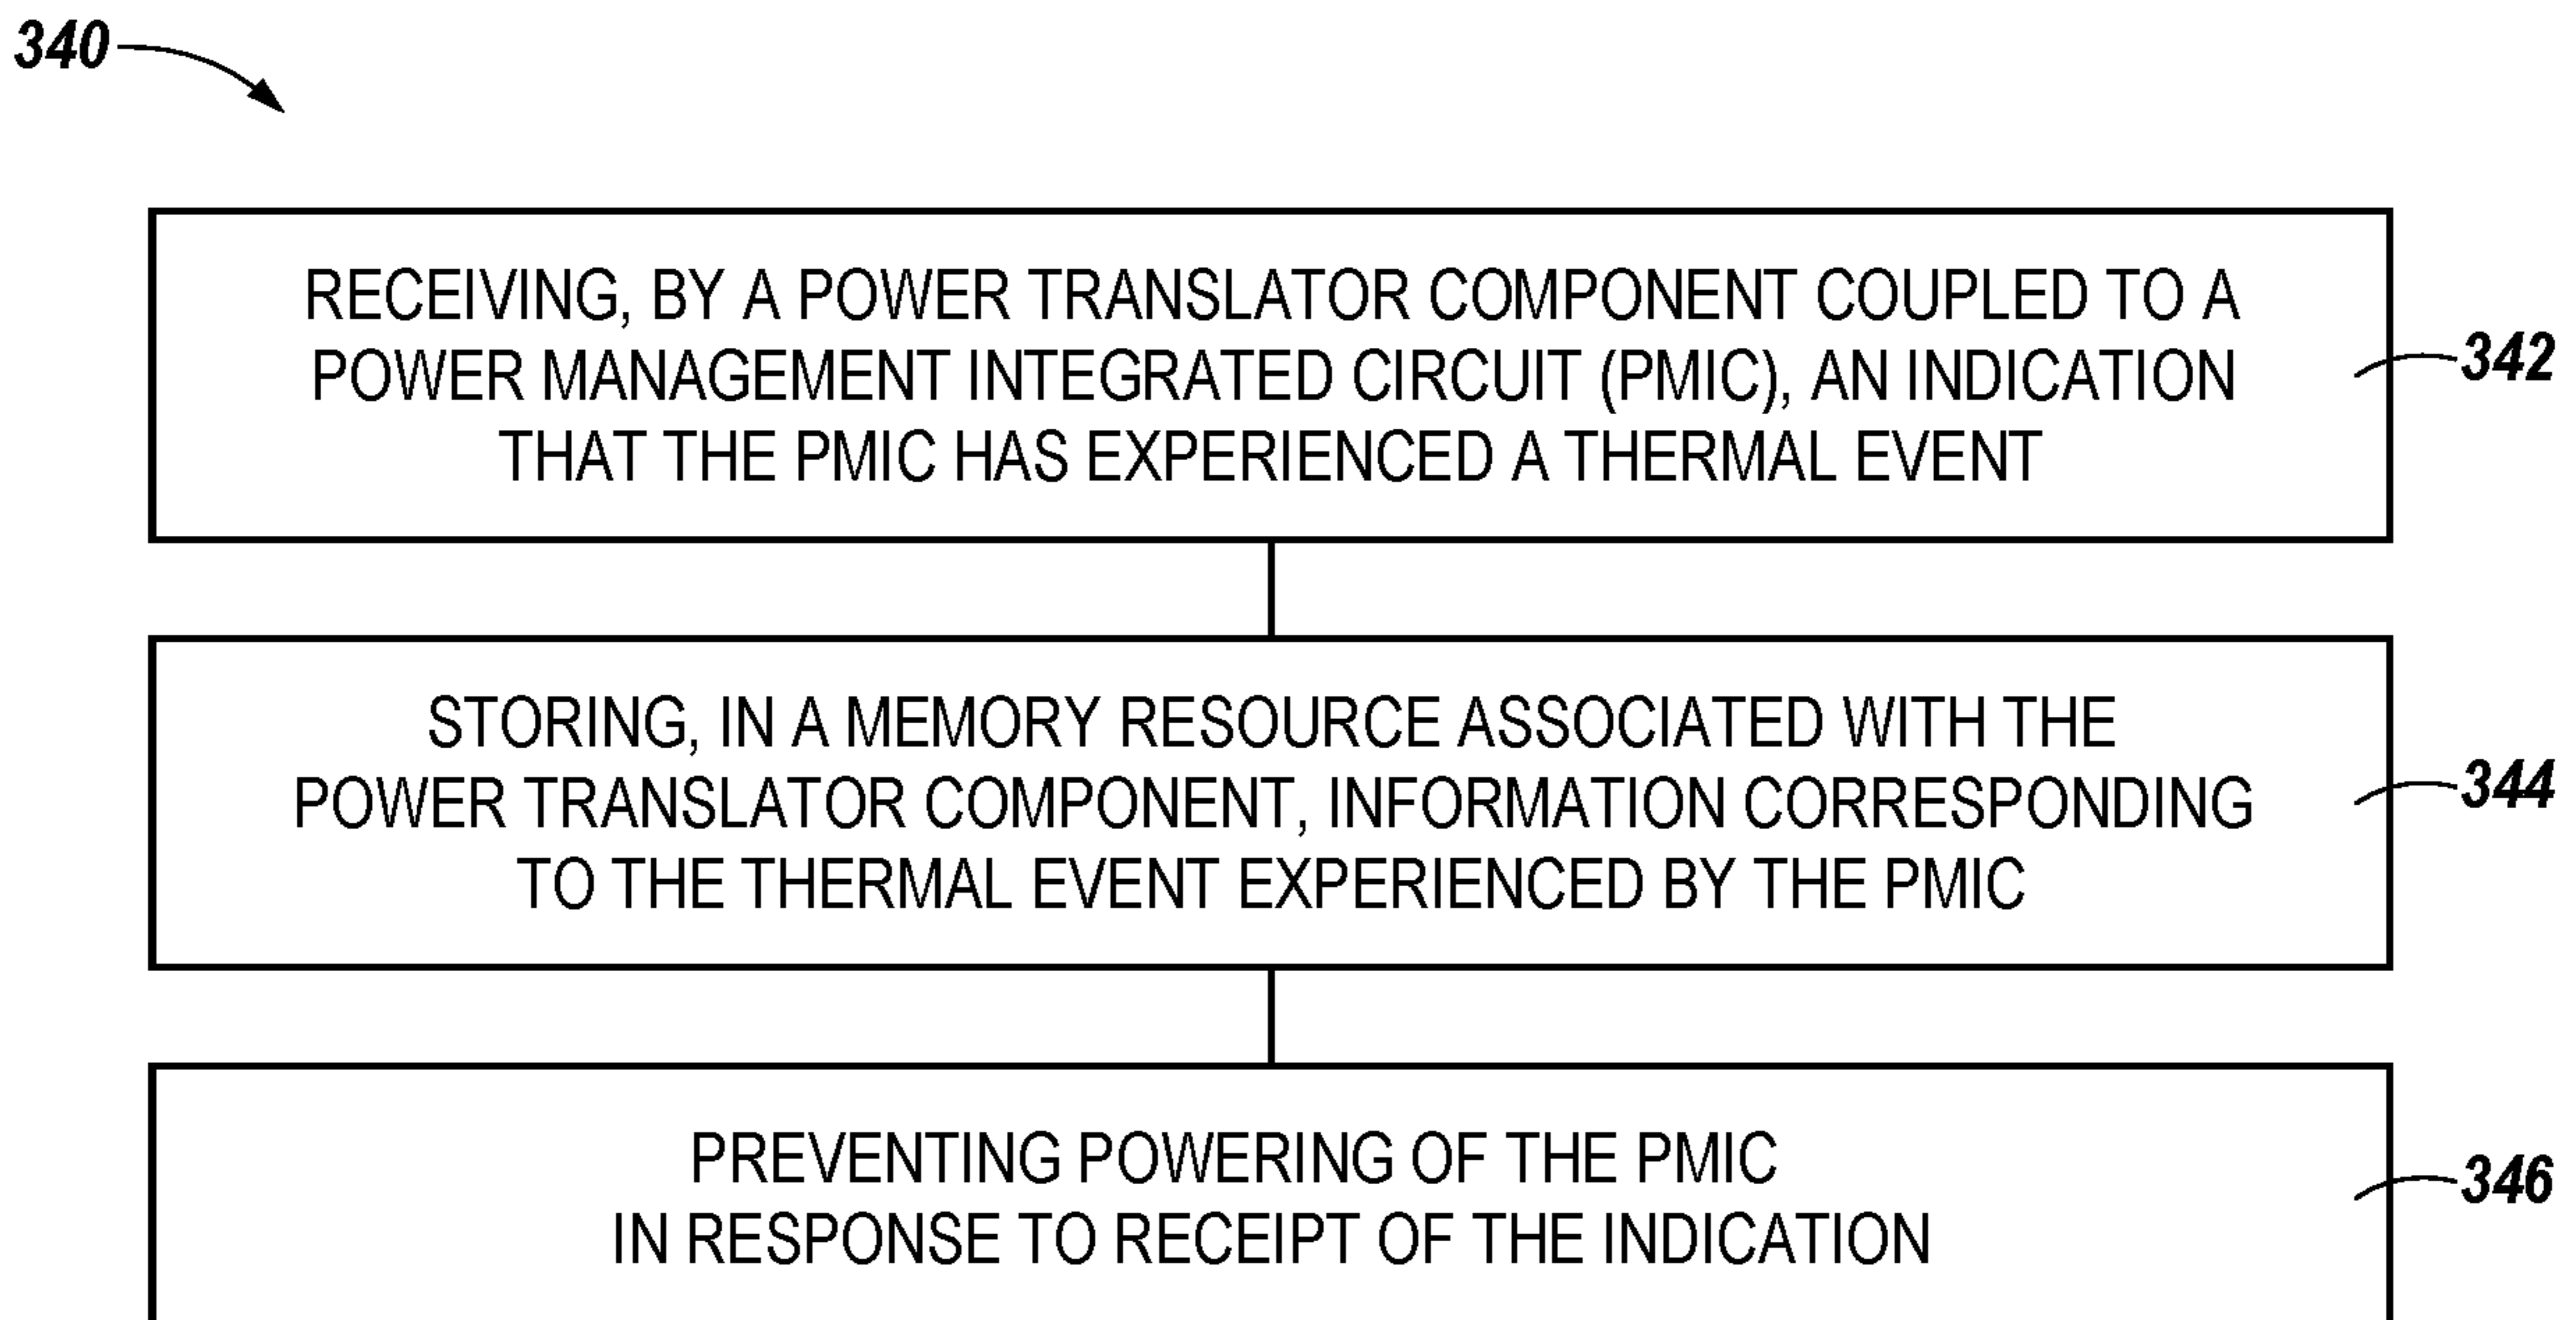 340
RECEIVING, BY A POWER TRANSLATOR COMPONENT COUPLED TO A
POWER MANAGEMENT INTEGRATED CIRCUIT (PMIC), AN INDICATION
THAT THE PMIC HAS EXPERIENCED A THERMAL EVENT
342
STORING, IN A MEMORY RESOURCE ASSOCIATED WITH THE
POWER TRANSLATOR COMPONENT, INFORMATION CORRESPONDING
TO THE THERMAL EVENT EXPERIENCED BY THE PMIC
344
PREVENTING POWERING OF THE PMIC
IN RESPONSE TO RECEIPT OF THE INDICATION
346